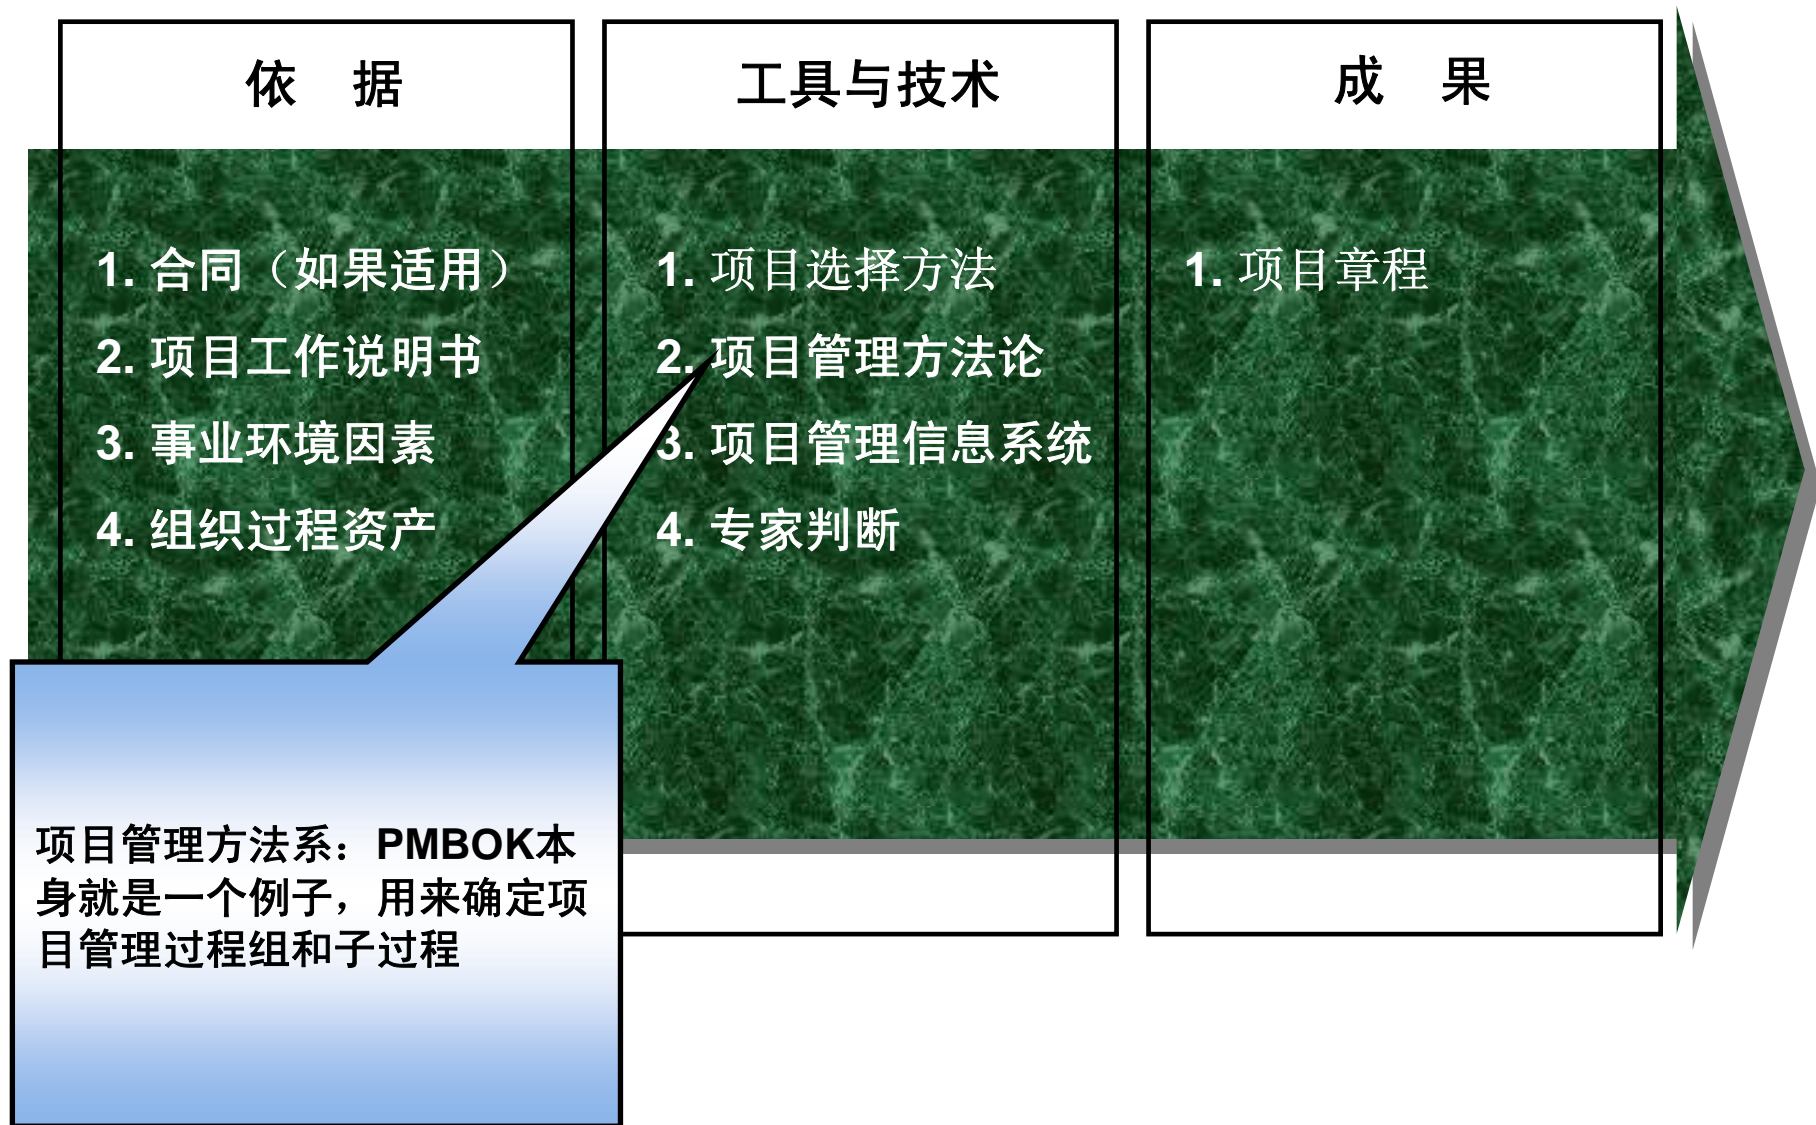 依 据
1. 合同（如果适用）
2. 项目工作说明书
3. 事业环境因素
4. 组织过程资产
工具与技术
1. 项目选择方法
2. 项目管理方法论
3. 项目管理信息系统
4. 专家判断
成 果
1. 项目章程
项目管理方法系：PMBOK本
身就是一个例子，用来确定项
目管理过程组和子过程